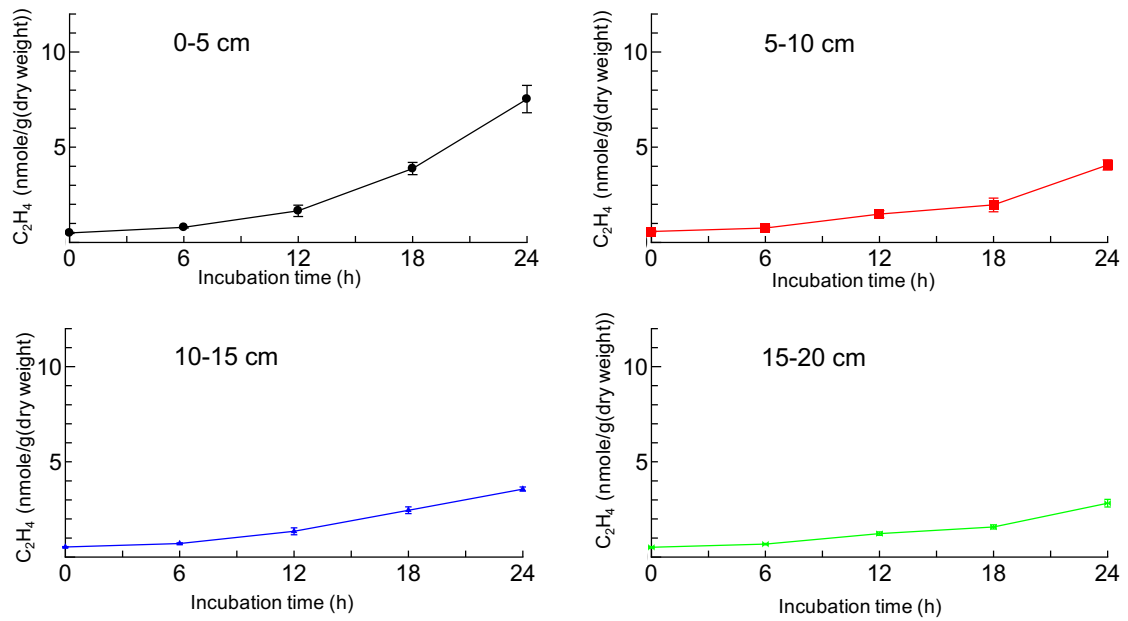 0-5 cm
C₂H₄ (nmole/g(dry weight))
10
5
0 6 12 18 24
Incubation time (h)
5-10 cm
C₂H₄ (nmole/g(dry weight))
10
5
0 6 12 18 24
Incubation time (h)
10-15 cm
C₂H₄ (nmole/g(dry weight)
10
5
0 6 12 18 24
Incubation time (h)
15-20 cm
C₂H₄ (nmole/g(dry weight))
10
5
0 6 12 18 24
Incubation time (h)